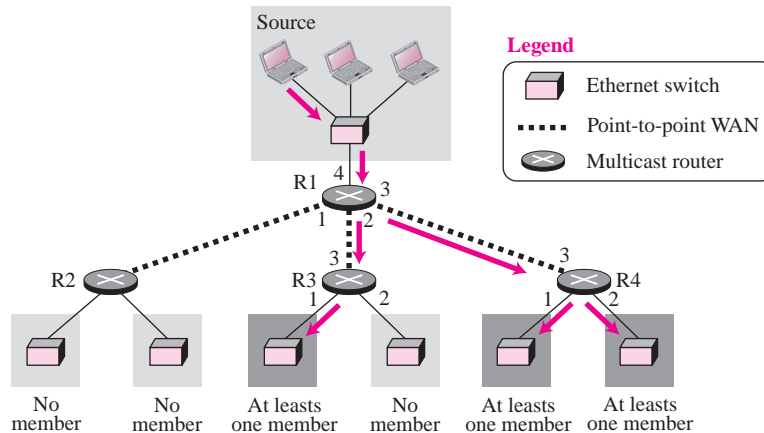 Source
Legend
Ethernet switch
Point-to-point WAN
Multicast router
4
R1
3
1
2
R2
3
R3
1
2
3
R4
1
2
No
member
No
member
At leasts
one member
No
member
At leasts
one member
At leasts
one member